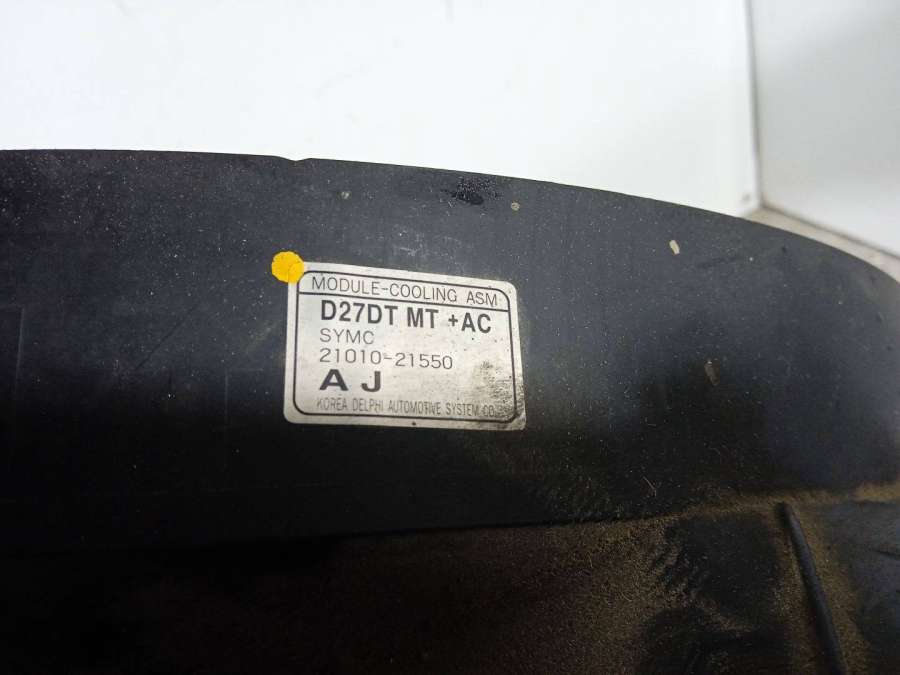 MODULE-COOLING ASM
D27DT MT +AC
SYMC
21010-21550
A J
KOREA DELPHI AUTOMOTIVE SYSTEM CO.